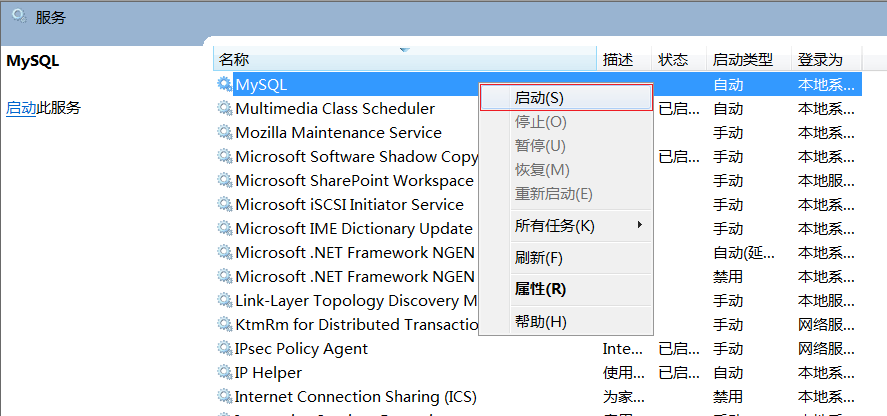 服务
MySQL
启动此服务
名称 描述 状态 启动类型 登录为
MySQL 自动 本地系...
Multimedia Class Scheduler 已启... 自动 本地系...
Mozilla Maintenance Service 手动 本地系...
Microsoft Software Shadow Copy 已启... 手动 本地系...
Microsoft SharePoint Workspace 手动 本地服...
Microsoft iSCSI Initiator Service 手动 本地系...
Microsoft IME Dictionary Update 手动 本地系...
Microsoft .NET Framework NGEN 自动(延... 本地系...
Microsoft .NET Framework NGEN 禁用 本地系...
Link-Layer Topology Discovery M 手动 本地服...
KtmRm for Distributed Transactio 手动 网络服...
IPsec Policy Agent Inte... 已启... 手动 网络服...
IP Helper 使用... 已启... 自动 本地系...
Internet Connection Sharing (ICS) 为家... 禁用 本地系...
启动(S)
停止(O)
暂停(U)
恢复(M)
重新启动(E)
所有任务(K)
刷新(F)
属性(R)
帮助(H)